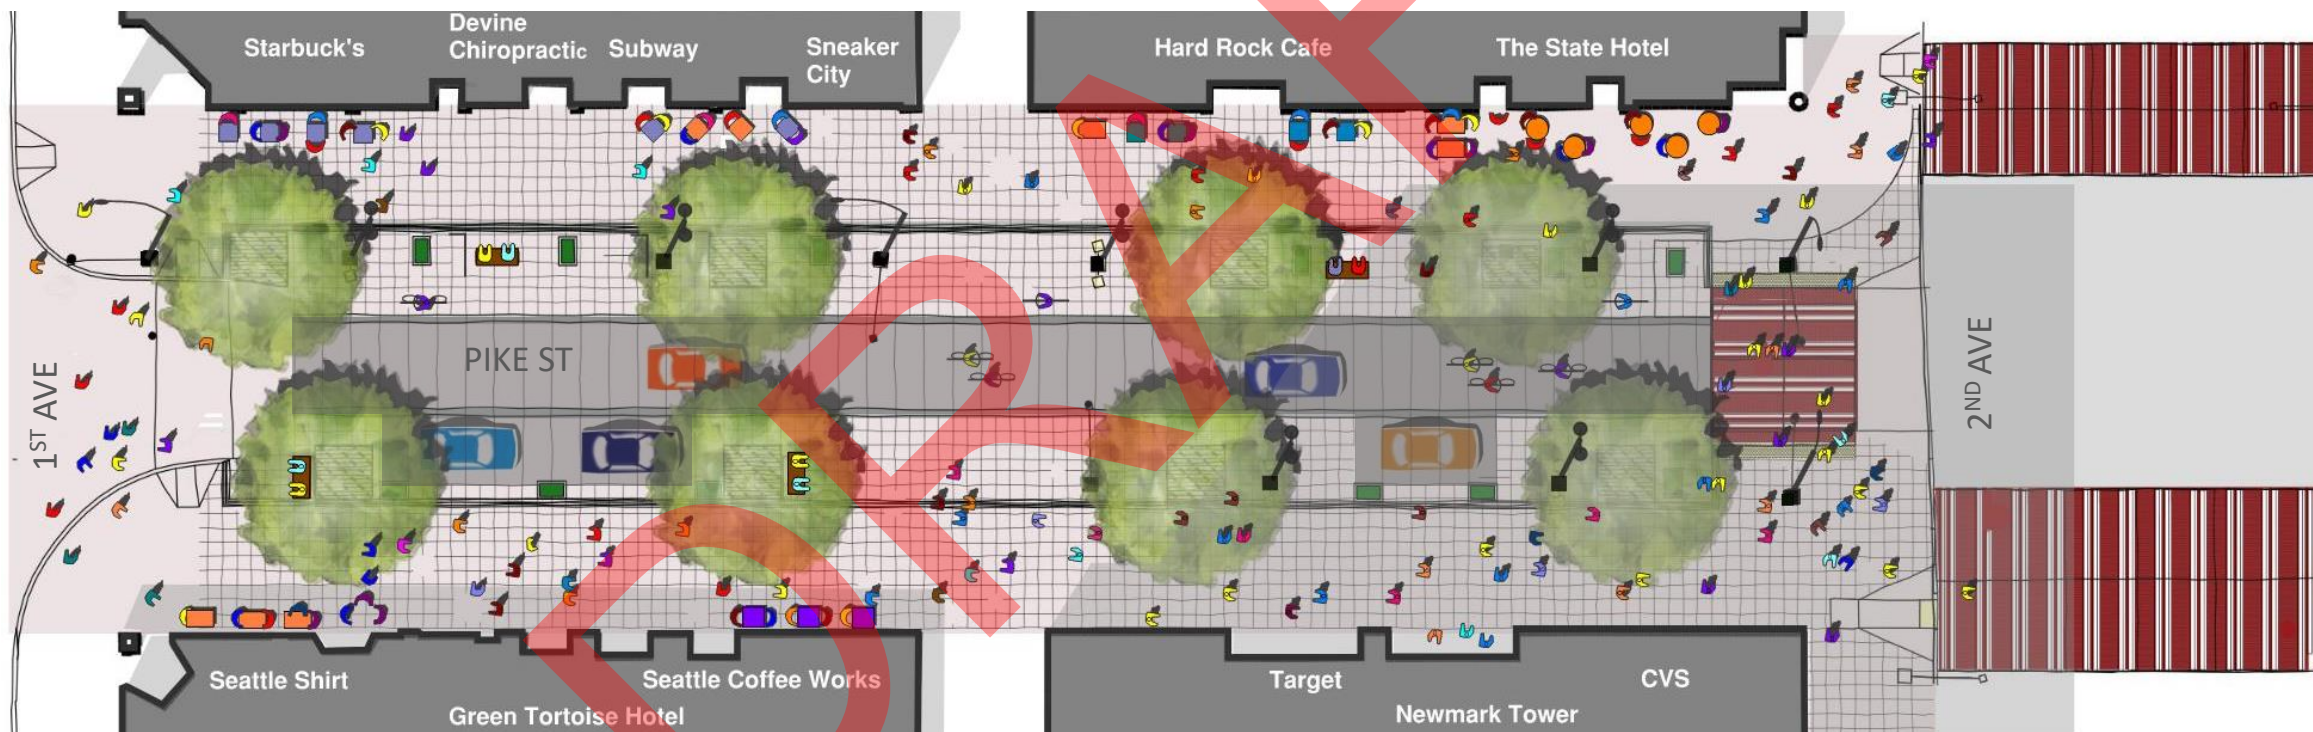 Starbuck's
Devine
Chiropractic
Subway
Sneaker
City
Hard Rock Cafe
The State Hotel
1ST AVE
PIKE ST
2ND AVE
DRAF
Seattle Shirt
Green Tortoise Hotel
Seattle Coffee Works
Target
Newmark Tower
CVS